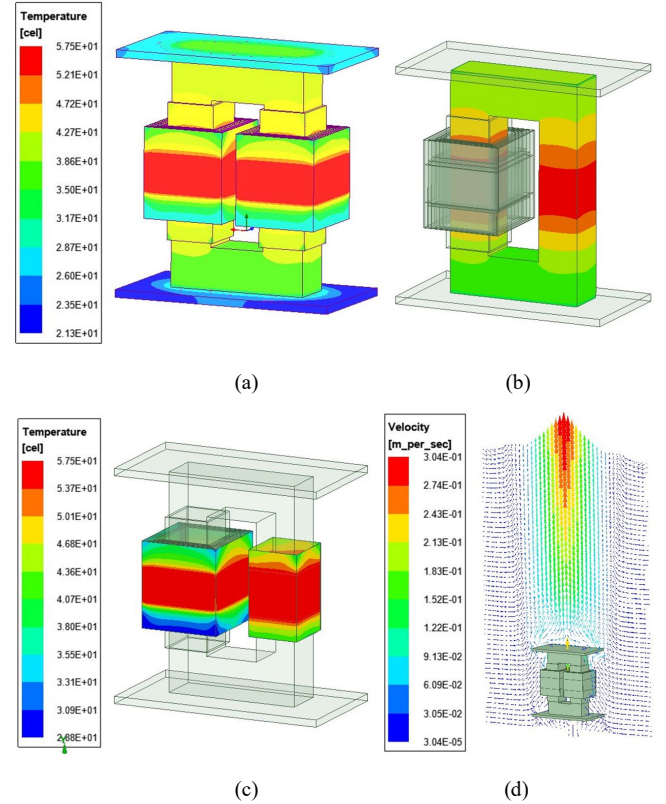 Temperature
[cel]
5.75E+01
5.21E+01
4.72E+01
4.27E+01
3.86E+01
3.50E+01
3.17E+01
2.87E+01
2.60E+01
2.35E+01
2.13E+01
(a)
(b)
Temperature
[cel]
5.75E+01
5.37E+01
5.01E+01
4.68E+01
4.36E+01
4.07E+01
3.80E+01
3.55E+01
3.31E+01
3.09E+01
Velocity
[m_per_sec]
3.04E-01
2.74E-01
2.43E-01
2.13E-01
1.83E-01
1.52E-01
1.22E-01
9.13E-02
6.09E-02
3.05E-02
3.04E-05
(c)
(d)